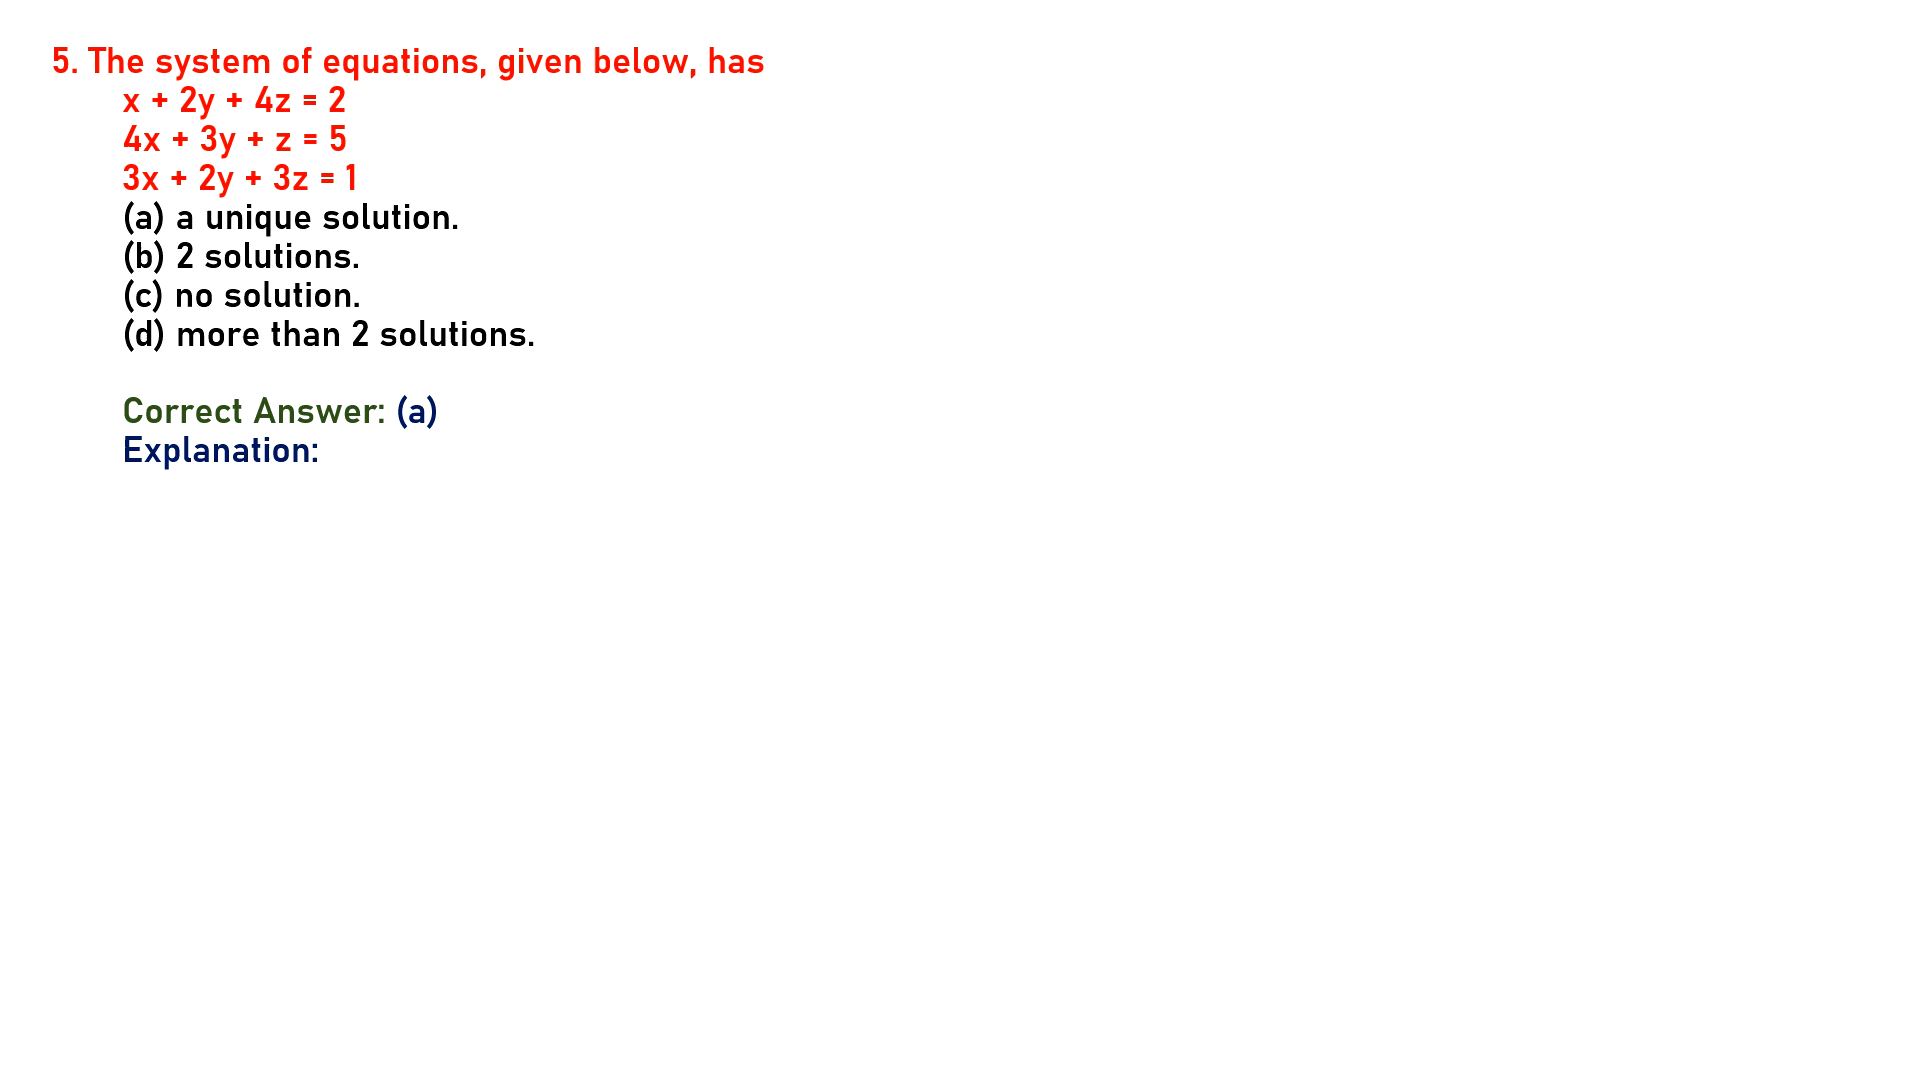 5. The system of equations, given below, has
x + 2y + 4z = 2
4x + 3y + z = 5
3x + 2y + 3z = 1
(a) a unique solution.
(b) 2 solutions.
(c) no solution.
(d) more than 2 solutions.
Correct Answer: (a)
Explanation: